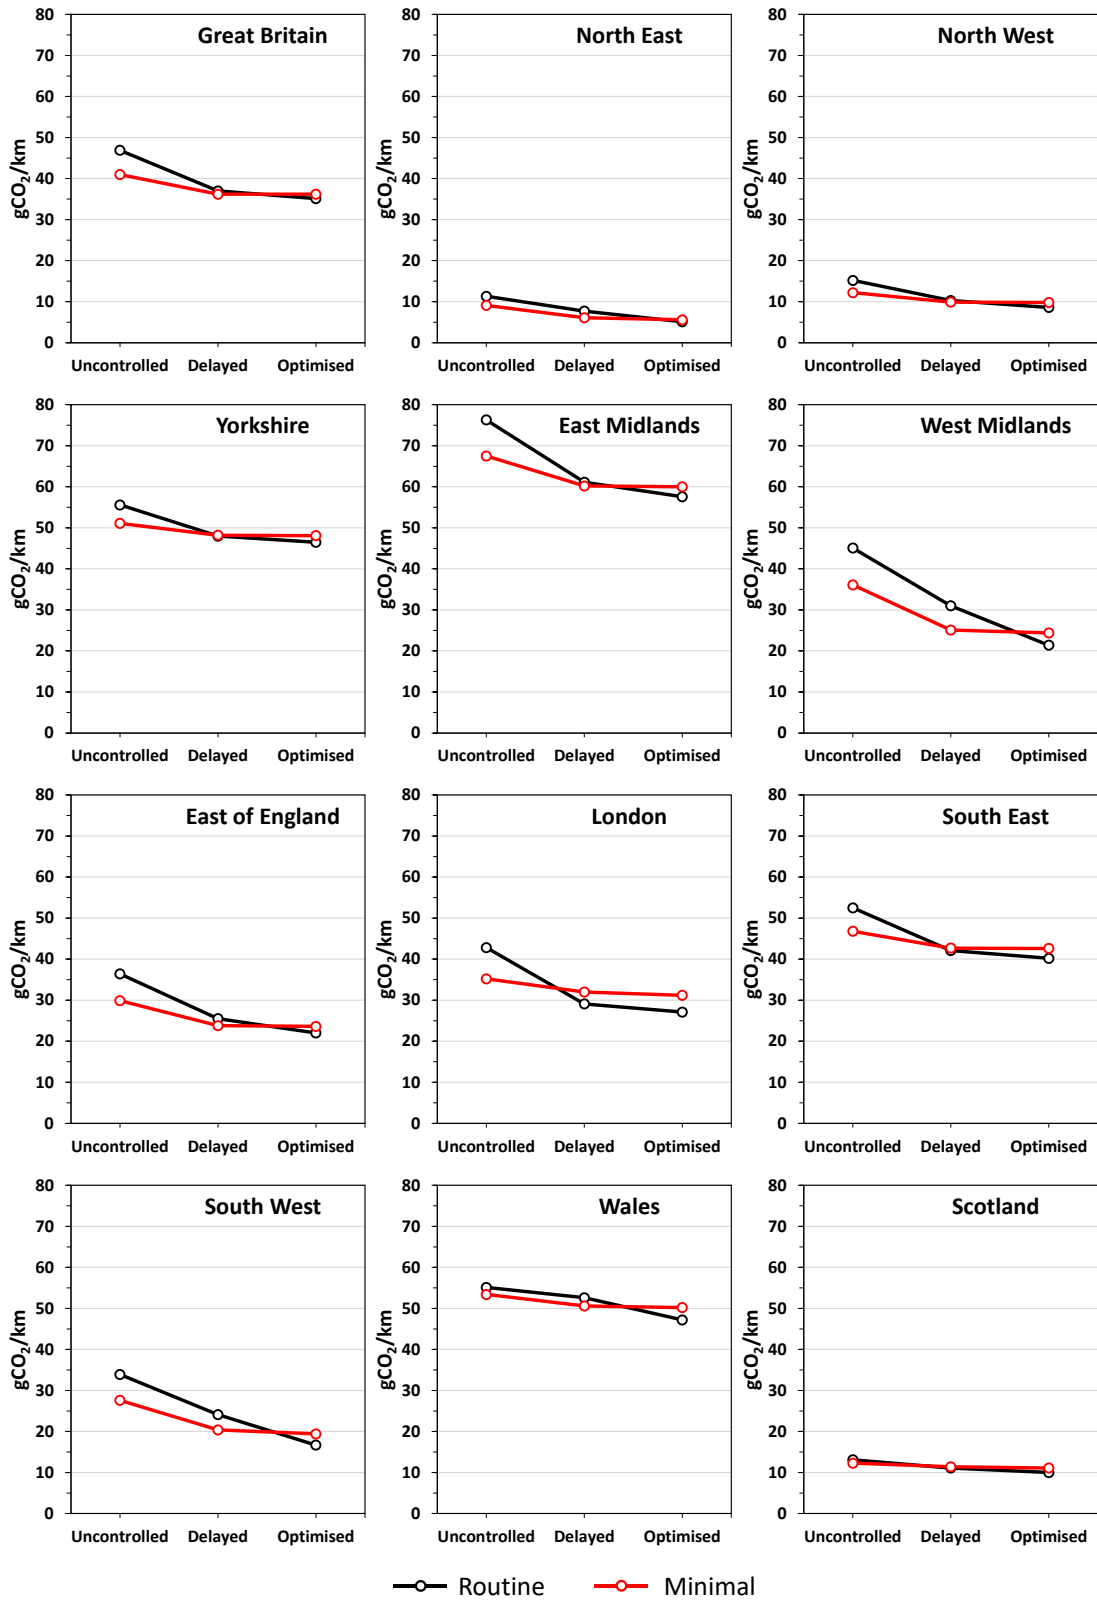 Great Britain
gCO₂/km
80
70
60
50
40
30
20
10
0
Uncontrolled Delayed Optimised
North East
gCO₂/km
80
70
60
50
40
30
20
10
0
Uncontrolled Delayed Optimised
North West
gCO₂/km
80
70
60
50
40
30
20
10
0
Uncontrolled Delayed Optimised
Yorkshire
gCO₂/km
80
70
60
50
40
30
20
10
0
Uncontrolled Delayed Optimised
East Midlands
gCO₂/km
80
70
60
50
40
30
20
10
0
Uncontrolled Delayed Optimised
West Midlands
gCO₂/km
80
70
60
50
40
30
20
10
0
Uncontrolled Delayed Optimised
East of England
gCO₂/km
80
70
60
50
40
30
20
10
0
Uncontrolled Delayed Optimised
London
gCO₂/km
80
70
60
50
40
30
20
10
0
Uncontrolled Delayed Optimised
South East
gCO₂/km
80
70
60
50
40
30
20
10
0
Uncontrolled Delayed Optimised
South West
gCO₂/km
80
70
60
50
40
30
20
10
0
Uncontrolled Delayed Optimised
Wales
gCO₂/km
80
70
60
50
40
30
20
10
0
Uncontrolled Delayed Optimised
Scotland
gCO₂/km
80
70
60
50
40
30
20
10
0
Uncontrolled Delayed Optimised
Routine Minimal